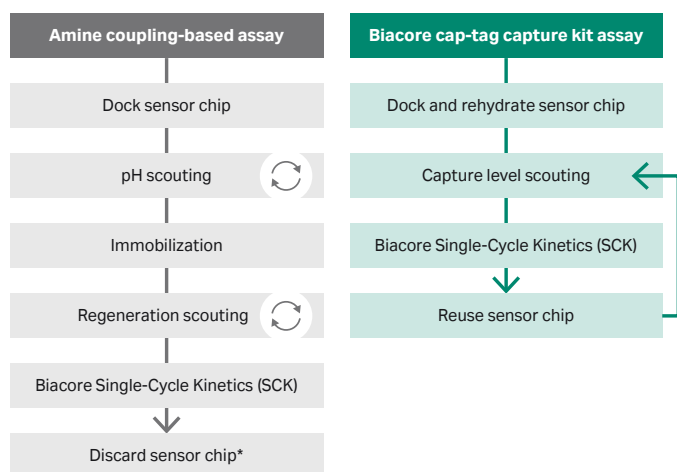 Amine coupling-based assay
Dock sensor chip
pH scouting
Immobilization
Regeneration scouting
Biacore Single-Cycle Kinetics (SCK)
Discard sensor chip*
Biacore cap-tag capture kit assay
Dock and rehydrate sensor chip
Capture level scouting
Biacore Single-Cycle Kinetics (SCK)
Reuse sensor chip